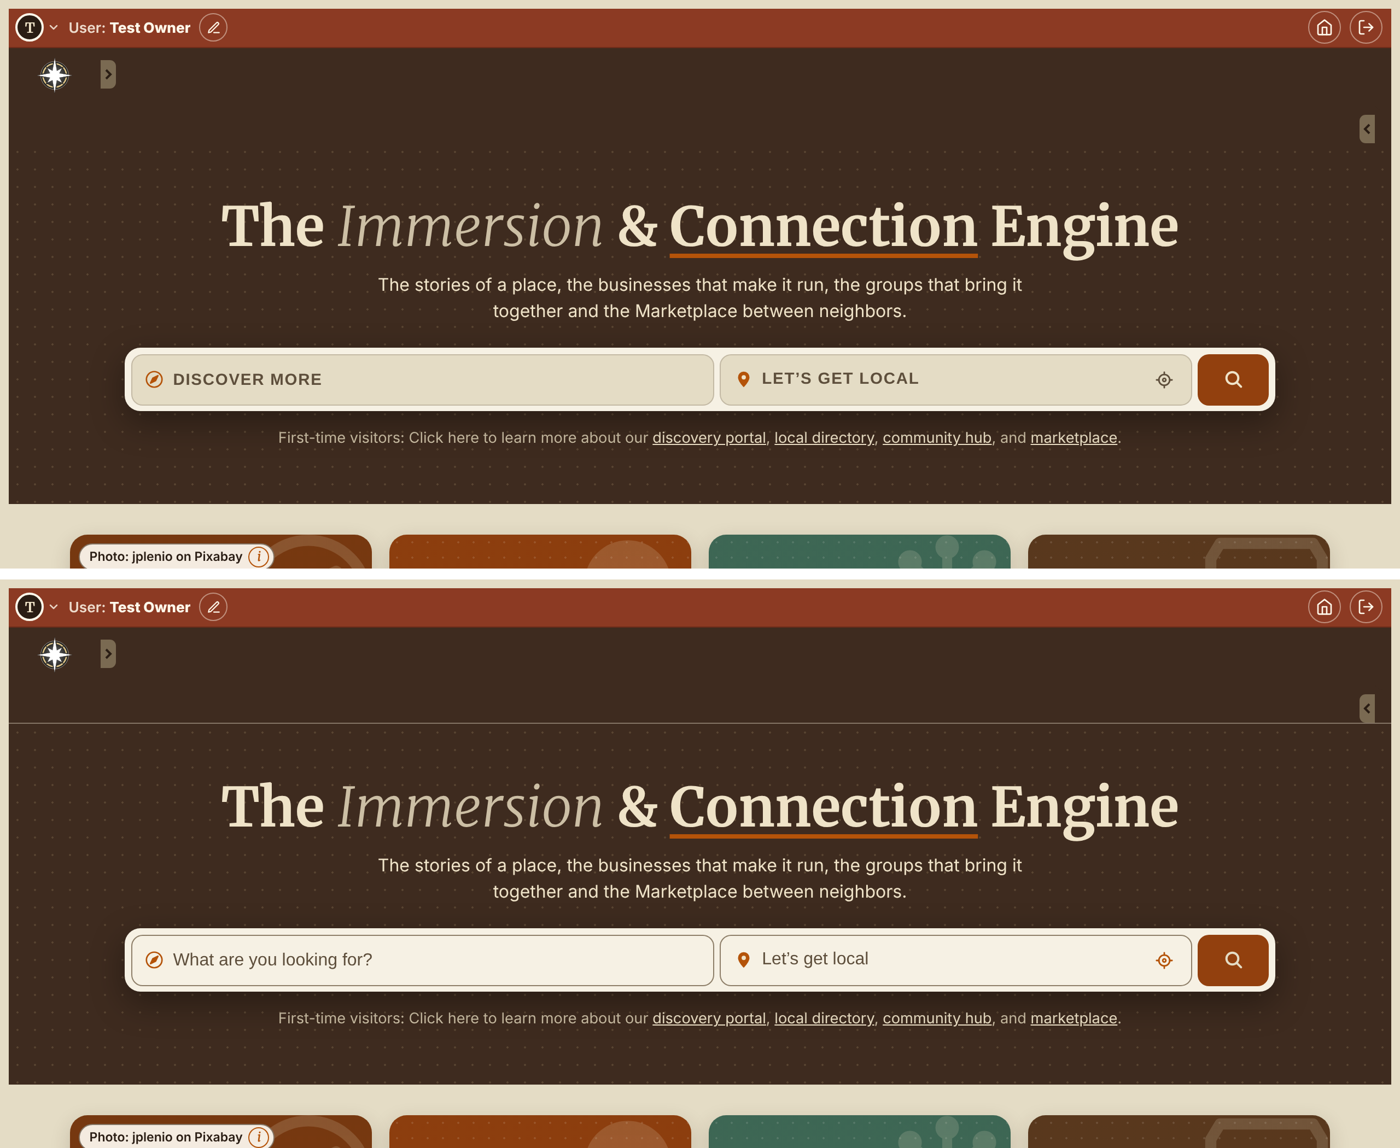 T User: Test Owner
The Immersion & Connection Engine
The stories of a place, the businesses that make it run, the groups that bring it
together and the Marketplace between neighbors.
DISCOVER MORE
LET’S GET LOCAL
First-time visitors: Click here to learn more about our discovery portal, local directory, community hub, and marketplace.
Photo: jplenio on Pixabay i
T User: Test Owner
The Immersion & Connection Engine
The stories of a place, the businesses that make it run, the groups that bring it
together and the Marketplace between neighbors.
What are you looking for?
Let’s get local
First-time visitors: Click here to learn more about our discovery portal, local directory, community hub, and marketplace.
Photo: jplenio on Pixabay i